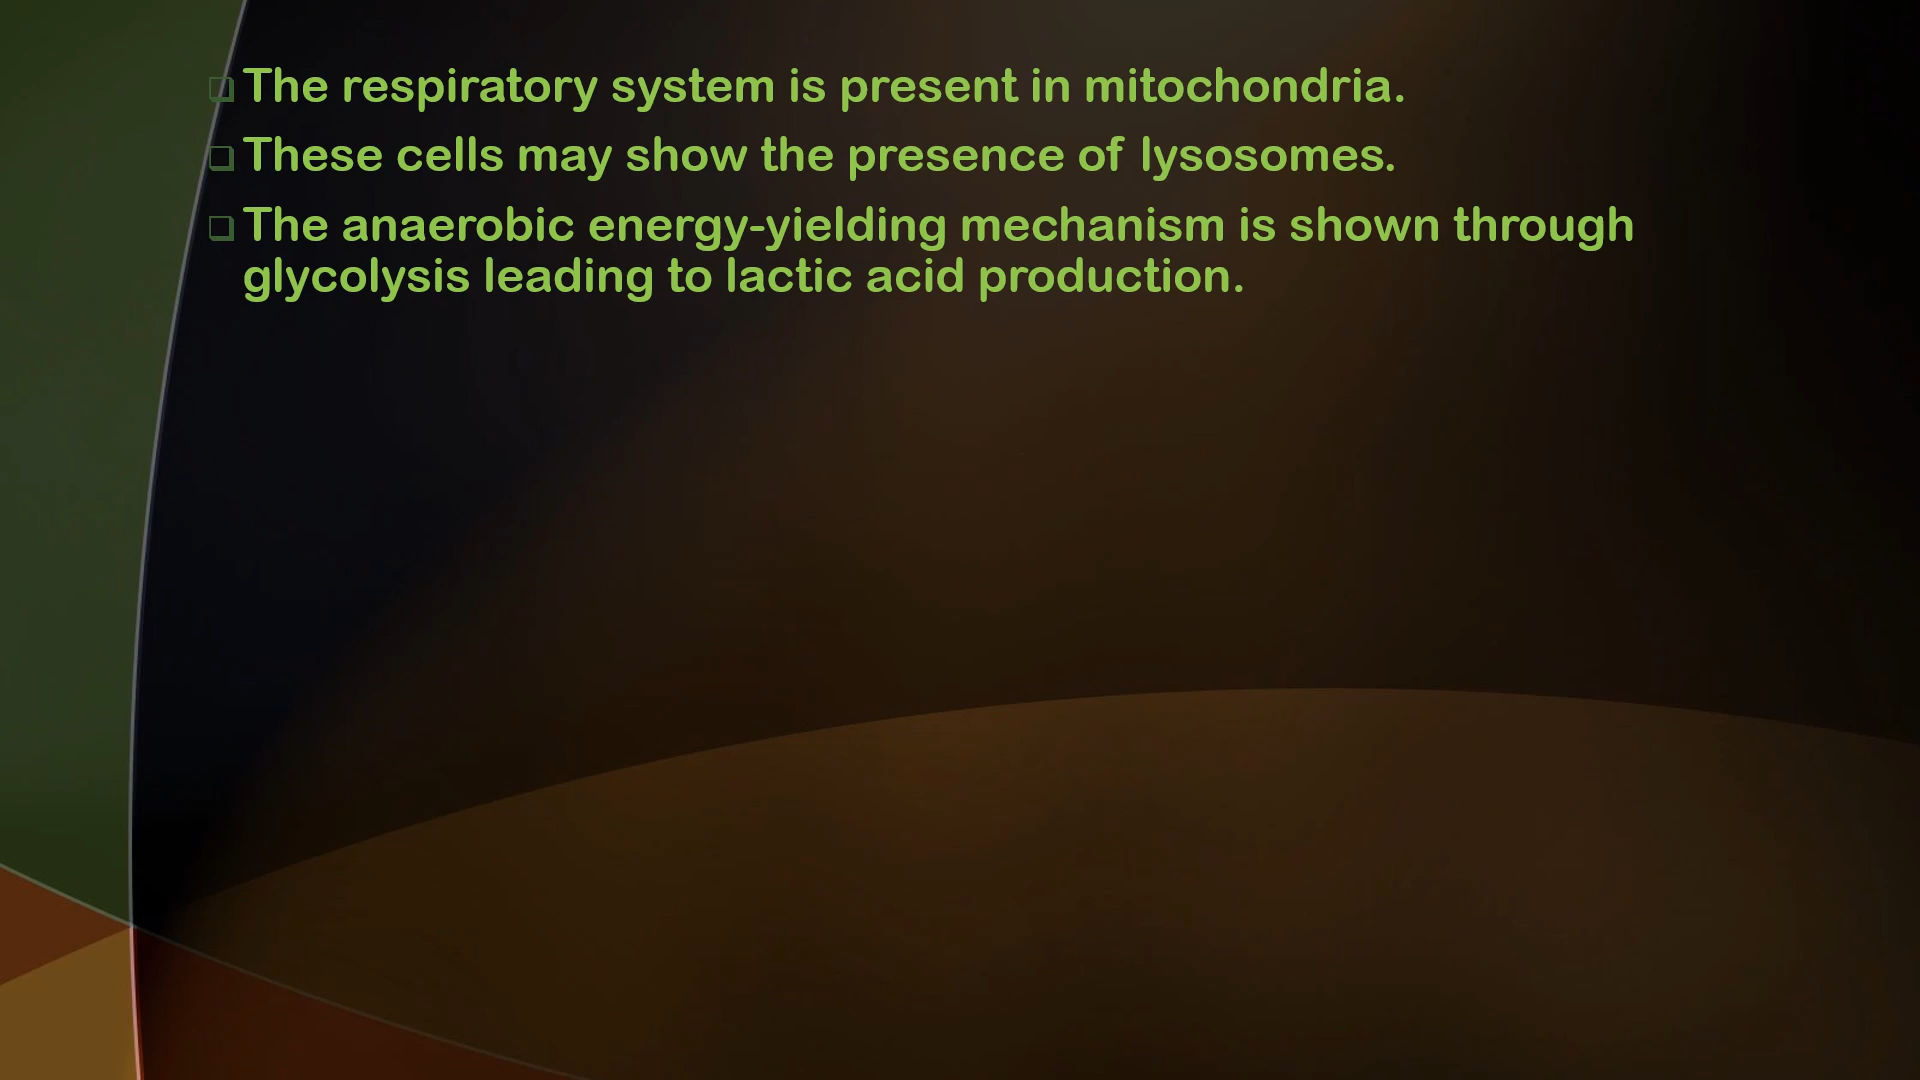 The respiratory system is present in mitochondria.
These cells may show the presence of lysosomes.
The anaerobic energy-yielding mechanism is shown through
glycolysis leading to lactic acid production.